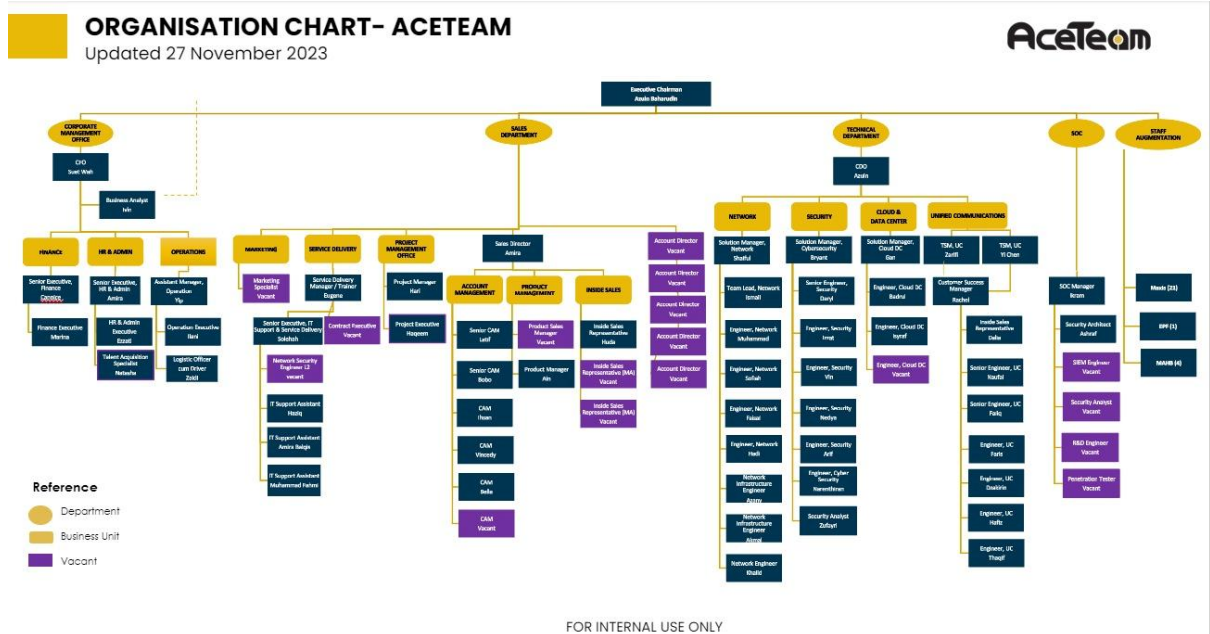 ORGANISATION CHART- ACETEAM
Updated 27 November 2023
AceTeam
Executive Chairman
Azuin Baharudin
CORPORATE
MANAGEMENT
OFFICE
SALES
DEPARTMENT
TECHNICAL
DEPARTMENT
SOC
STAFF
AUGMENTATION
CFO
Suet Wah
Business Analyst
CDO
Azuin
FINANCE
HR & ADMIN
OPERATIONS
Senior Executive,
Finance
Finance Executive
Marina
Senior Executive,
HR & Admin
Amira
HR & Admin
Executive
Ezzati
Talent Acquisition
Specialist
Natasha
Assistant Manager,
Operation
Yip
Operation Executive
Logistic Officer
cum Driver
Zaidi
MARKETING
Marketing
Specialist
Vacant
SERVICE DELIVERY
Service Delivery
Manager / Trainer
Eugene
Senior Executive, IT
Support & Service Delivery
Solehah
Contract Executive
Vacant
Network Security
Engineer L2
vacant
IT Support Assistant
Haziq
IT Support Assistant
Amira Balqis
IT Support Assistant
Muhammad Fahmi
PROJECT
MANAGEMENT
OFFICE
Project Manager
Hari
Project Executive
Haqeem
Sales Director
Amira
ACCOUNT
MANAGEMENT
Senior CAM
Latif
Senior CAM
Bobo
CAM
Ihsan
CAM
Vincedy
CAM
Bella
CAM
Vacant
PRODUCT
MANAGEMENT
Product Sales
Manager
Vacant
Product Manager
Ain
INSIDE SALES
Inside Sales
Representative
Huda
Inside Sales
Representative (MA)
Vacant
Inside Sales
Representative (MA)
Vacant
Account Director
Vacant
Account Director
Vacant
Account Director
Vacant
Account Director
Vacant
Account Director
Vacant
NETWORK
Solution Manager,
Network
Shaiful
Team Lead, Network
Ismail
Engineer, Network
Muhammad
Engineer, Network
Sofiah
Engineer, Network
Faisal
Engineer, Network
Hadi
Network
Infrastructure
Engineer
Azany
Network
Infrastructure
Engineer
Akmal
Network Engineer
Khalid
SECURITY
Solution Manager,
Cybersecurity
Bryant
Senior Engineer,
Security
Daryl
Engineer, Security
Engineer, Security
Vin
Engineer, Security
Nedya
Engineer, Security
Arif
Engineer, Cyber
Security
Narenthiran
Security Analyst
Zufayri
CLOUD &
DATA CENTER
Solution Manager,
Cloud DC
Gan
Engineer, Cloud DC
Badrul
Engineer, Cloud DC
Isyraf
Engineer, Cloud DC
Vacant
UNIFIED COMMUNICATIONS
TSM, UC
Zarifi
TSM, UC
Yi Chen
Customer Success
Manager
Rachel
Inside Sales
Representative
Dalia
Senior Engineer, UC
Naufal
Senior Engineer, UC
Fariq
Engineer, UC
Faris
Engineer, UC
Engineer, UC
Hafiz
Engineer, UC
Thaqif
SOC Manager
Ikram
Security Architect
Ashraf
SIEM Engineer
Vacant
Security Analyst
Vacant
R&D Engineer
Vacant
Penetration Tester
Vacant
Maxis (21)
EPF (1)
MAHB (4)
Reference
Department
Business Unit
Vacant
FOR INTERNAL USE ONLY